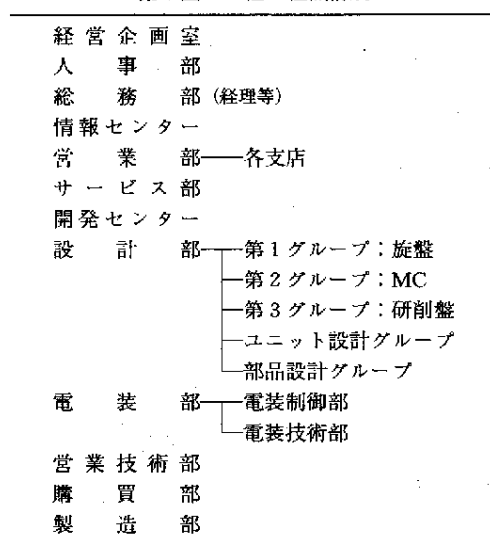 経営企画室
人事部
総務部（経理等）
情報センター
営業部──各支店
サービス部
開発センター
設計部──第1グループ：旋盤
第2グループ：MC
第3グループ：研削盤
ユニット設計グループ
部品設計グループ
電装部──電装制御部
電装技術部
営業技術部
購買部
製造部